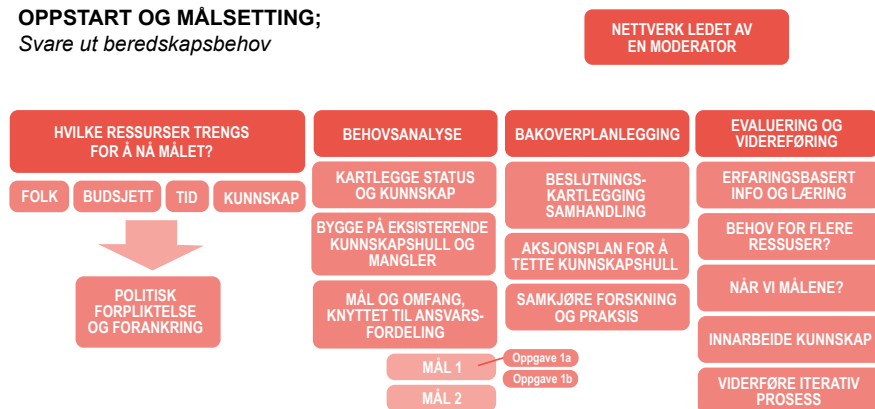 OPPSTART OG MÅLSETTING;
Svare ut beredskapsbehov
NETTVERK LEDET AV
EN MODERATOR
HVILKE RESSURSER TRENGS
FOR Å NÅ MÅLET?
FOLK
BUDSJETT
TID
KUNNSKAP
POLITISK
FORPLIKTELSE
OG FORANKRING
BEHOVSANALYSE
KARTLEGGE STATUS
OG KUNNSKAP
BYGGE PÅ EKSISTERENDE
KUNNSKAPSHULL OG
MANGLER
MÅL OG OMFANG,
KNYTTET TIL ANSVARS-
FORDELING
MÅL 1
Oppgave 1a
Oppgave 1b
MÅL 2
BAKOVERPLANLEGGING
BESLUTNINGS-
KARTLEGGING
SAMHANDLING
AKSJONSPLAN FOR Å
TETTE KUNNSKAPSHULL
SAMKJØRE FORSKNING
OG PRAKSIS
EVALUERING OG
VIDEREFØRING
ERFARINGSBASERT
INFO OG LÆRING
BEHOV FOR FLERE
RESSUSER?
NÅR VI MÅLENE?
INNARBEIDE KUNNSKAP
VIDERFØRE ITERATIV
PROSESS